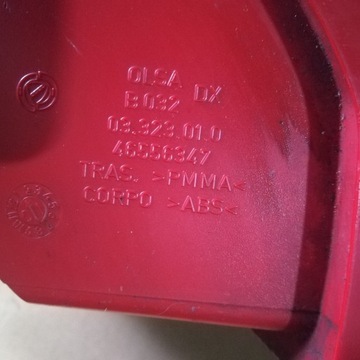 OLSA DX
B032
03.323.01.0
46556347
TRAS. >PMMA<
CORPO >ABS<